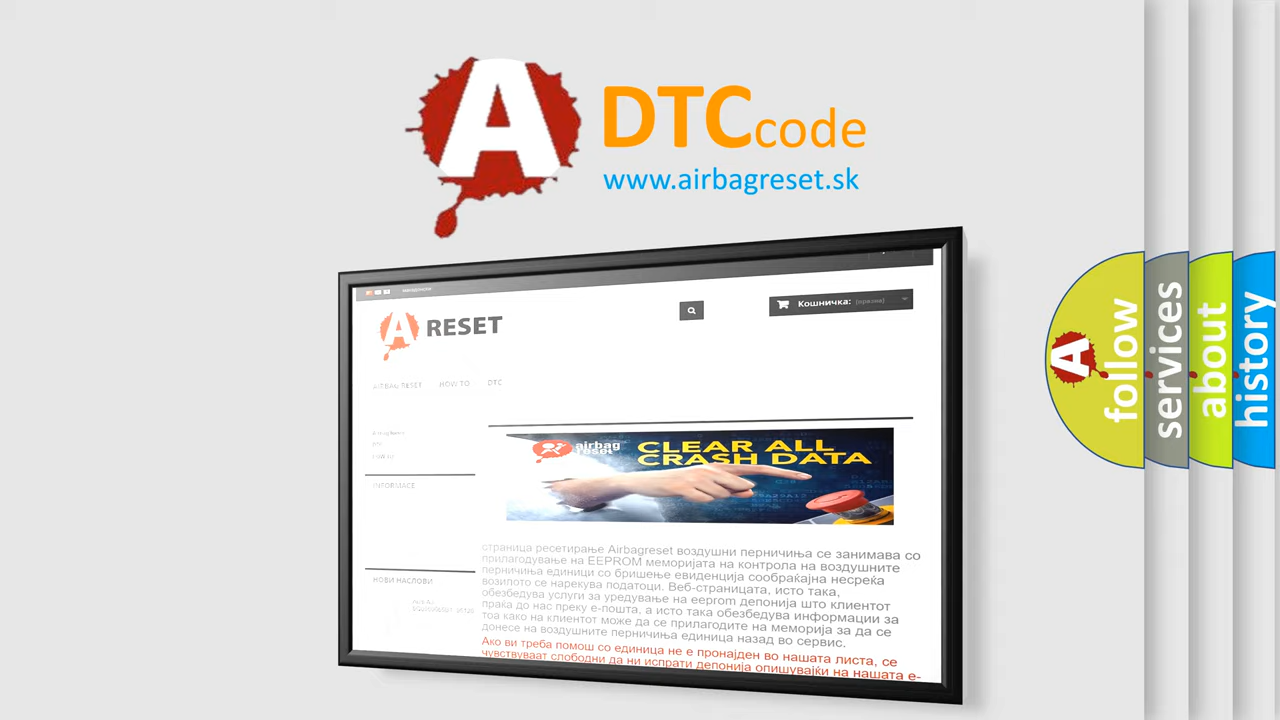 A
DTCcode
www.airbagreset.sk
A RESET
Кошничка:
AIRBAG RESET HOW TO DTC
INFORMACE
НОВИ НАСЛОВИ
airbag reset
CLEAR ALL
CRASH DATA
страница ресетирање Airbagreset воздушни перничиња се занимава со
прилагодување на EEPROM меморијата на контрола на воздушните
перничиња единици со бришење евиденција сообраќајна несреќа
возилото се нарекува податоци. Веб-страницата, исто така,
обезбедува услуги за уредување на eeprom депонија што клиентот
праќа до нас преку е-пошта, а исто така обезбедува информации за
тоа како на клиентот може да се прилагодите на меморија за да се
донесе на воздушните перничиња единица назад во сервис.
Ако ви треба помош со единица не е пронајден во нашата листа, се
чувствуваат слободни да ни испрати депонија опишувајќи на нашата е-
A
follow
services
about
history